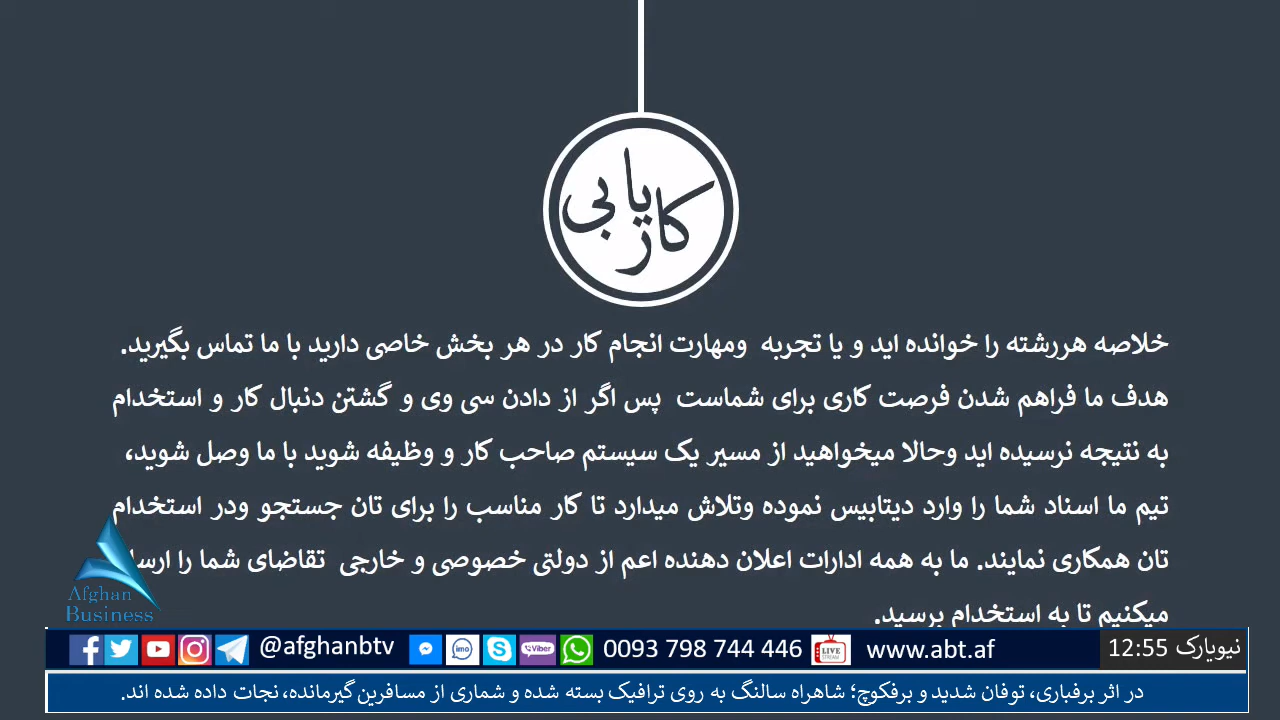 کاریابی
خلاصه هررشته را خوانده اید و یا تجربه ومهارت انجام کار در هر بخش خاصی دارید با ما تماس بگیرید.
هدف ما فراهم شدن فرصت کاری برای شماست پس اگر از دادن سی وی و گشتن دنبال کار و استخدام
به نتیجه نرسیده اید وحالا میخواهید از مسیر یک سیستم صاحب کار و وظیفه شوید با ما وصل شوید،
تیم ما اسناد شما را وارد دیتابیس نموده وتلاش میدارد تا کار مناسب را برای تان جستجو ودر استخدام
تان همکاری نمایند. ما به همه ادارات اعلان دهنده اعم از دولتی خصوصی و خارجی تقاضای شما را
میکنیم تا به استخدام برسید.
Afghan
Business
@afghanbtv imo Viber 0093 798 744 446 LIVE STREAM www.abt.af نیویارک 12:55
در اثر برفباری، توفان شدید و برفکوچ؛ شاهراه سالنگ به روی ترافیک بسته شده و شماری از مسافرین گیرمانده، نجات داده شده اند.